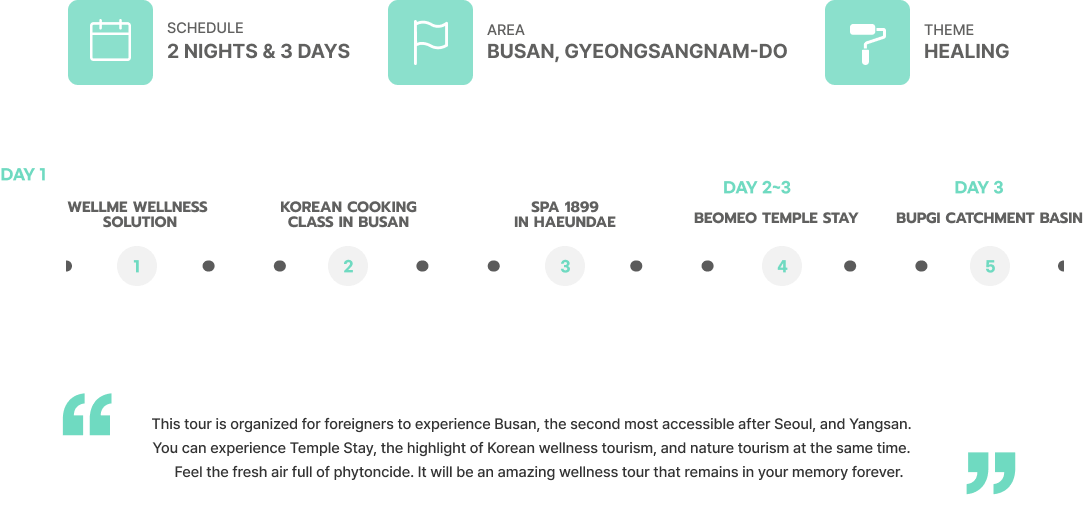 SCHEDULE
2 NIGHTS & 3 DAYS
AREA
BUSAN, GYEONGSANGNAM-DO
THEME
HEALING
DAY 1
WELLME WELLNESS
SOLUTION
1
KOREAN COOKING
CLASS IN BUSAN
2
SPA 1899
IN HAEUNDAE
3
DAY 2~3
BEOMEO TEMPLE STAY
4
DAY 3
BUPGI CATCHMENT BASIN
5
“
This tour is organized for foreigners to experience Busan, the second most accessible after Seoul, and Yangsan.
You can experience Temple Stay, the highlight of Korean wellness tourism, and nature tourism at the same time.
Feel the fresh air full of phytoncide. It will be an amazing wellness tour that remains in your memory forever.
”